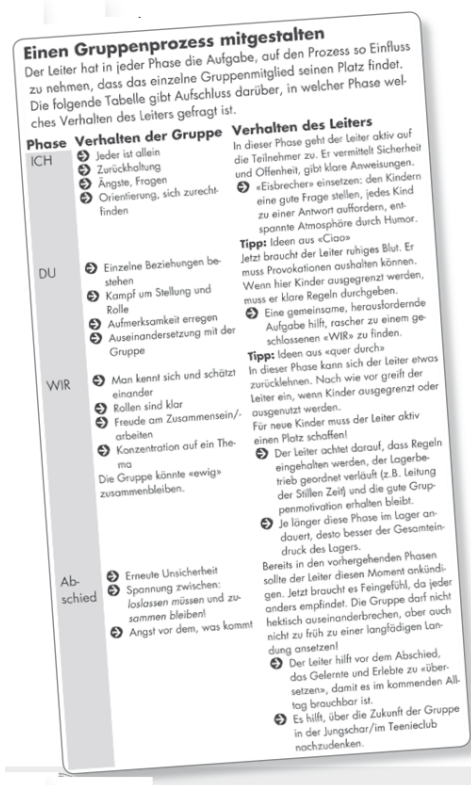 Einen Gruppenprozess mitgestalten
Der Leiter hat in jeder Phase die Aufgabe, auf den Prozess so Einfluss
zu nehmen, dass das einzelne Gruppenmitglied seinen Platz findet.
Die folgende Tabelle gibt Aufschluss darüber, in welcher Phase wel-
ches Verhalten des Leiters gefragt ist.
Phase Verhalten der Gruppe Verhalten des Leiters
ICH
Jeder ist allein
Zurückhaltung
Ängste, Fragen
Orientierung, sich zurecht-
finden
In dieser Phase geht der Leiter aktiv auf
die Teilnehmer zu. Er vermittelt Sicherheit
und Offenheit, gibt klare Anweisungen.
«Eisbrecher» einsetzen: den Kindern
eine gute Frage stellen, jedes Kind
zu einer Antwort auffordern, ent-
spannte Atmosphäre durch Humor.
Tipp: Ideen aus «Ciao»
DU
Einzelne Beziehungen be-
stehen
Kampf um Stellung und
Rolle
Aufmerksamkeit erregen
Auseinandersetzung mit der
Gruppe
Jetzt braucht der Leiter ruhiges Blut. Er
muss Provokationen aushalten können.
Wenn hier Kinder ausgegrenzt werden,
muss er klare Regeln durchgeben.
Eine gemeinsame, herausfordernde
Aufgabe hilft, rascher zu einem ge-
schlossenen «WIR» zu finden.
Tipp: Ideen aus «quer durch»
WIR
Man kennt sich und schätzt
einander
Rollen sind klar
Freude am Zusammensein/-
arbeiten
Konzentration auf ein The-
ma
Die Gruppe könnte «ewig»
zusammenbleiben.
In dieser Phase kann sich der Leiter etwas
zurücklehnen. Nach wie vor greift der
Leiter ein, wenn Kinder ausgegrenzt oder
ausgenutzt werden.
Für neue Kinder muss der Leiter aktiv
einen Platz schaffen!
Der Leiter achtet darauf, dass Regeln
eingehalten werden, der Lagerbe-
trieb geordnet verläuft (z.B. Leitung
der Stillen Zeit) und die gute Grup-
penmotivation erhalten bleibt.
Je länger diese Phase im Lager an-
dauert, desto besser der Gesamtein-
druck des Lagers.
Ab-
schied
Erneute Unsicherheit
Spannung zwischen:
loslassen müssen und zu-
sammen bleiben!
Angst vor dem, was kommt
Bereits in den vorhergehenden Phasen
sollte der Leiter diesen Moment ankündi-
gen. Jetzt braucht es Feingefühl, da jeder
anders empfindet. Die Gruppe darf nicht
hektisch auseinanderbrechen, aber auch
nicht zu früh zu einer langfädigen Lan-
dung ansetzen!
Der Leiter hilft vor dem Abschied,
das Gelernte und Erlebte zu «über-
setzen», damit es im kommenden All-
tag brauchbar ist.
Es hilft, über die Zukunft der Gruppe
in der Jungschar/im Teenieclub
nachzudenken.